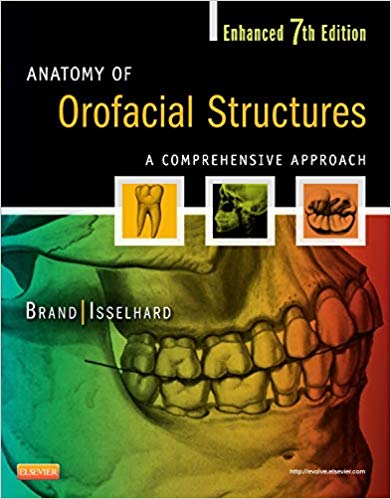 Enhanced 7th Edition
ANATOMY OF
Orofacial Structures
A COMPREHENSIVE APPROACH
BRAND|ISSELHARD
ELSEVIER
http://evolve.elsevier.com